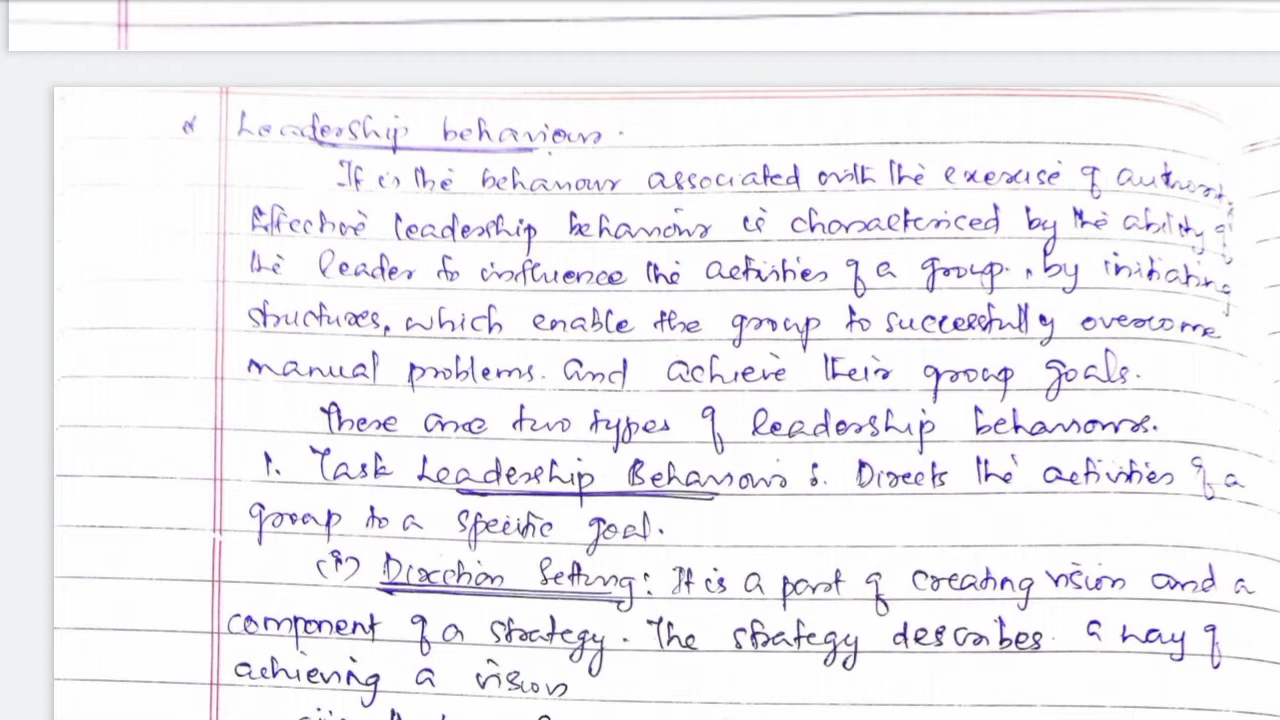 * Leadership behaviour.
It is the behaviour associated with the exercise of
Effective leadership behaviour is characterised by the ability of
the leader to influence the activities of a group, by initiating
structures, which enable the group to successfully overcome
manual problems. and achieve their group goals.
There are two types of leadership behaviours.
1. Task Leadership Behaviour :. Directs the activities of a
group to a specific goal.
(i) Direction Setting: It is a part of creating vision and a
component of a strategy. The strategy describes. a way of
achieving a vision